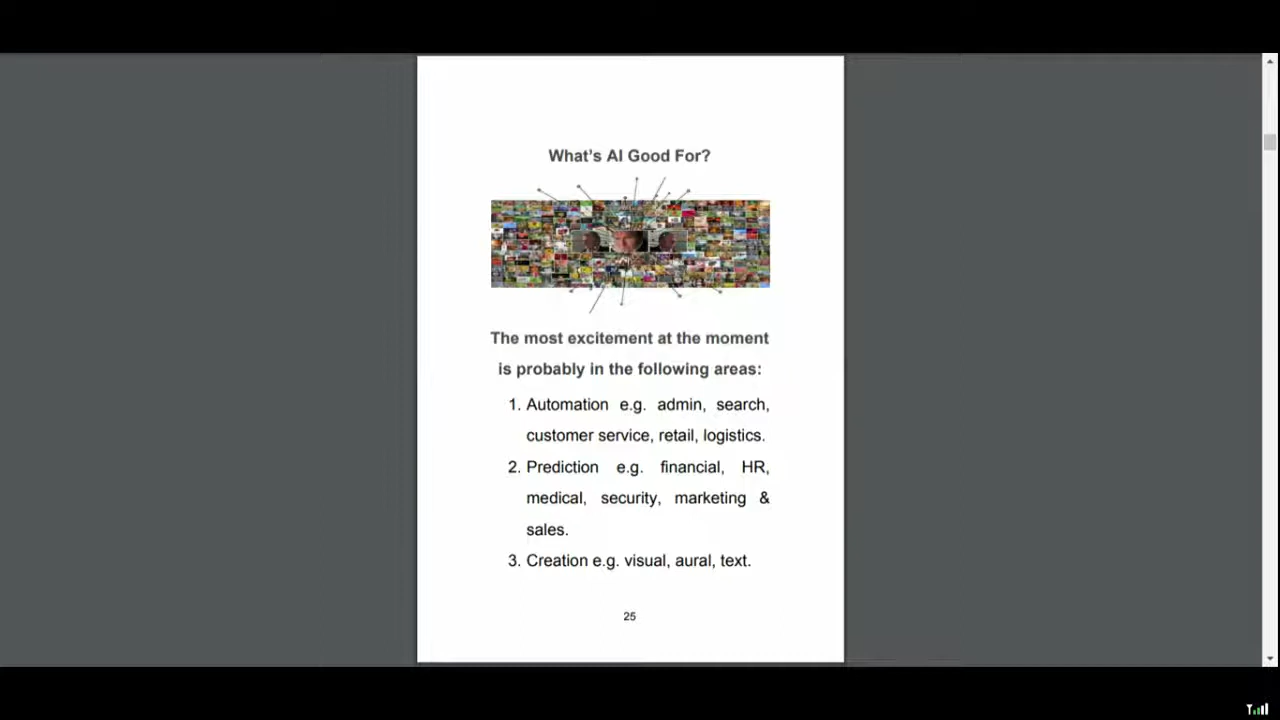 What's AI Good For?
The most excitement at the moment
is probably in the following areas:
1. Automation e.g. admin, search,
customer service, retail, logistics.
2. Prediction e.g. financial, HR,
medical, security, marketing &
sales.
3. Creation e.g. visual, aural, text.
25